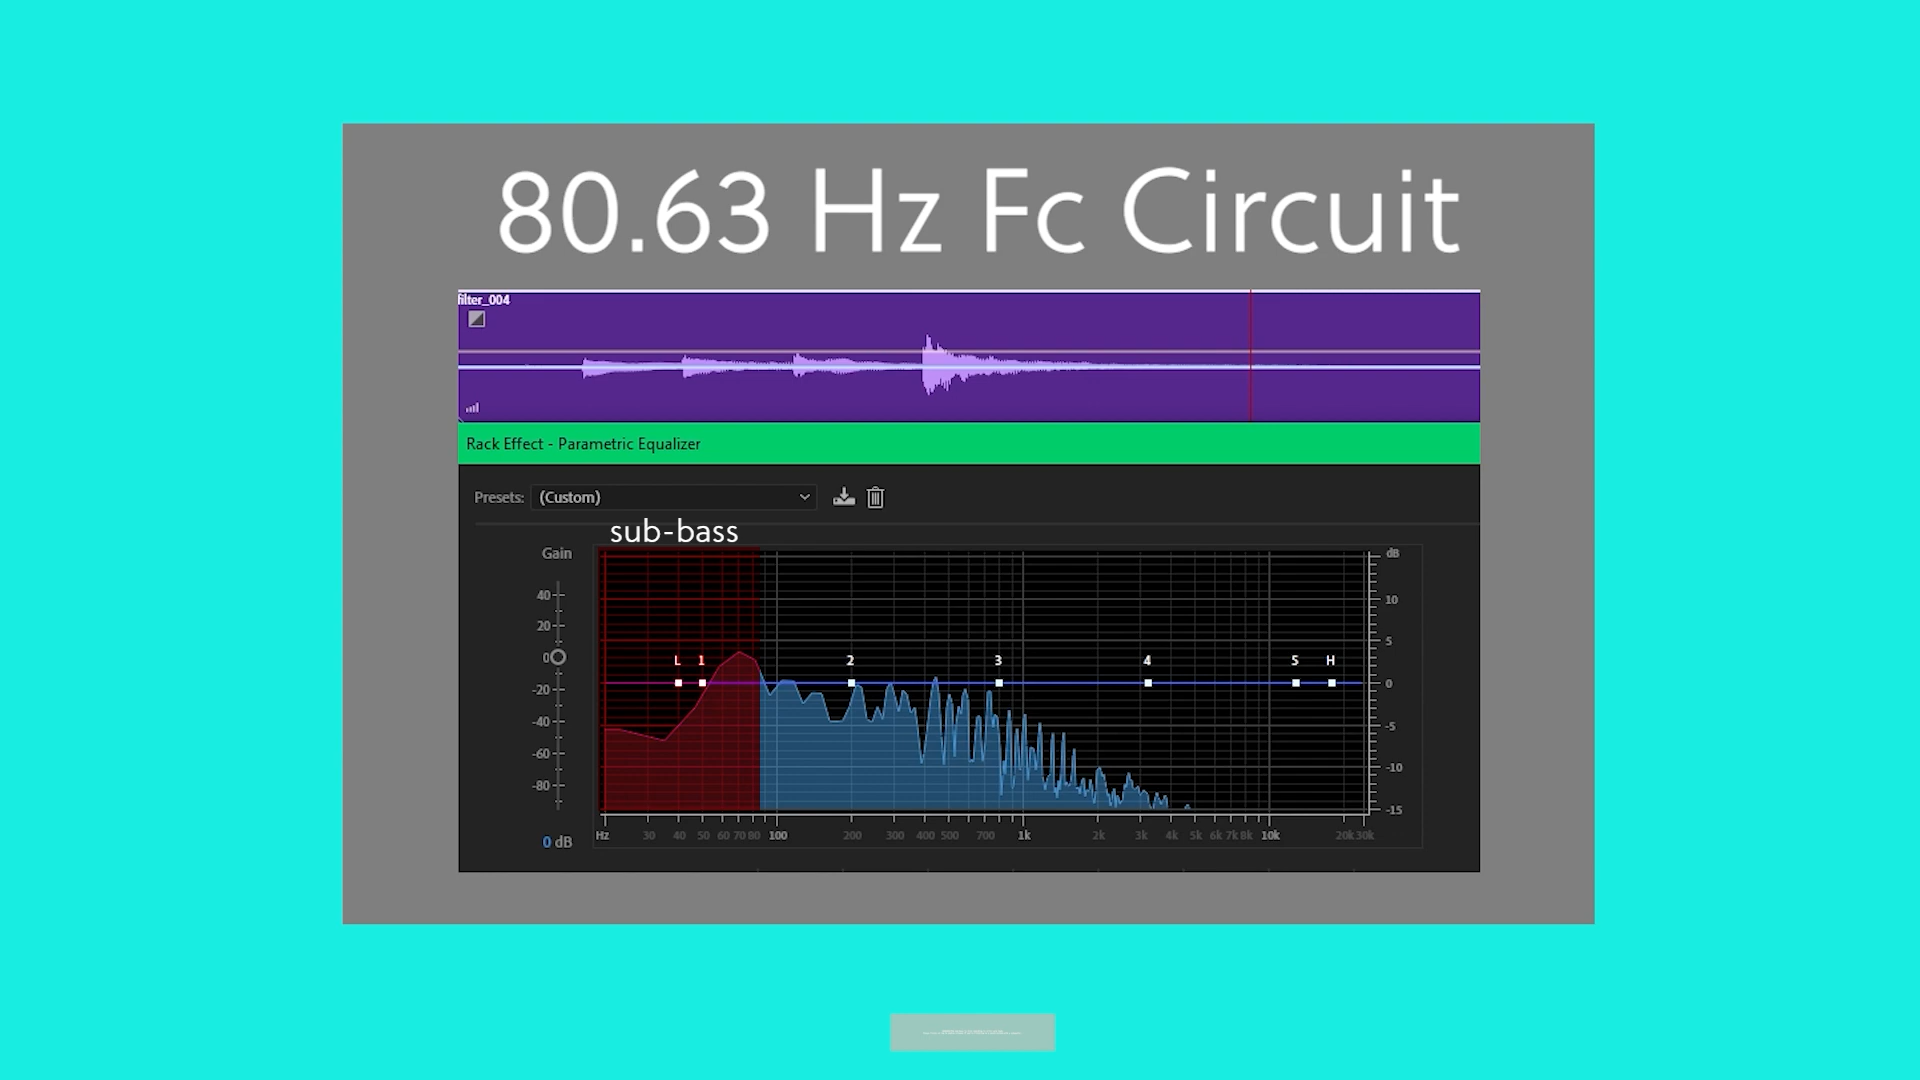 80.63 Hz Fc Circuit
filter_004
Rack Effect - Parametric Equalizer
Presets: (Custom)
sub-bass
Gain
dB
40
20
0
-20
-40
-60
-80
0 dB
L 1 2 3 4 5 H
10
5
0
-5
-10
-15
Hz 30 40 50 60 70 80 100 200 300 400 500 700 1k 2k 3k 4k 5k 6k 7k 8k 10k 20k 30k